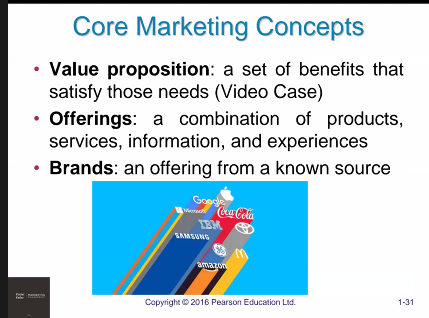 Core Marketing Concepts
• Value proposition: a set of benefits that
satisfy those needs (Video Case)
• Offerings: a combination of products,
services, information, and experiences
• Brands: an offering from a known source
Google
Microsoft
Coca-Cola
IBM
SAMSUNG
GE
amazon
Copyright © 2016 Pearson Education Ltd.
1-31